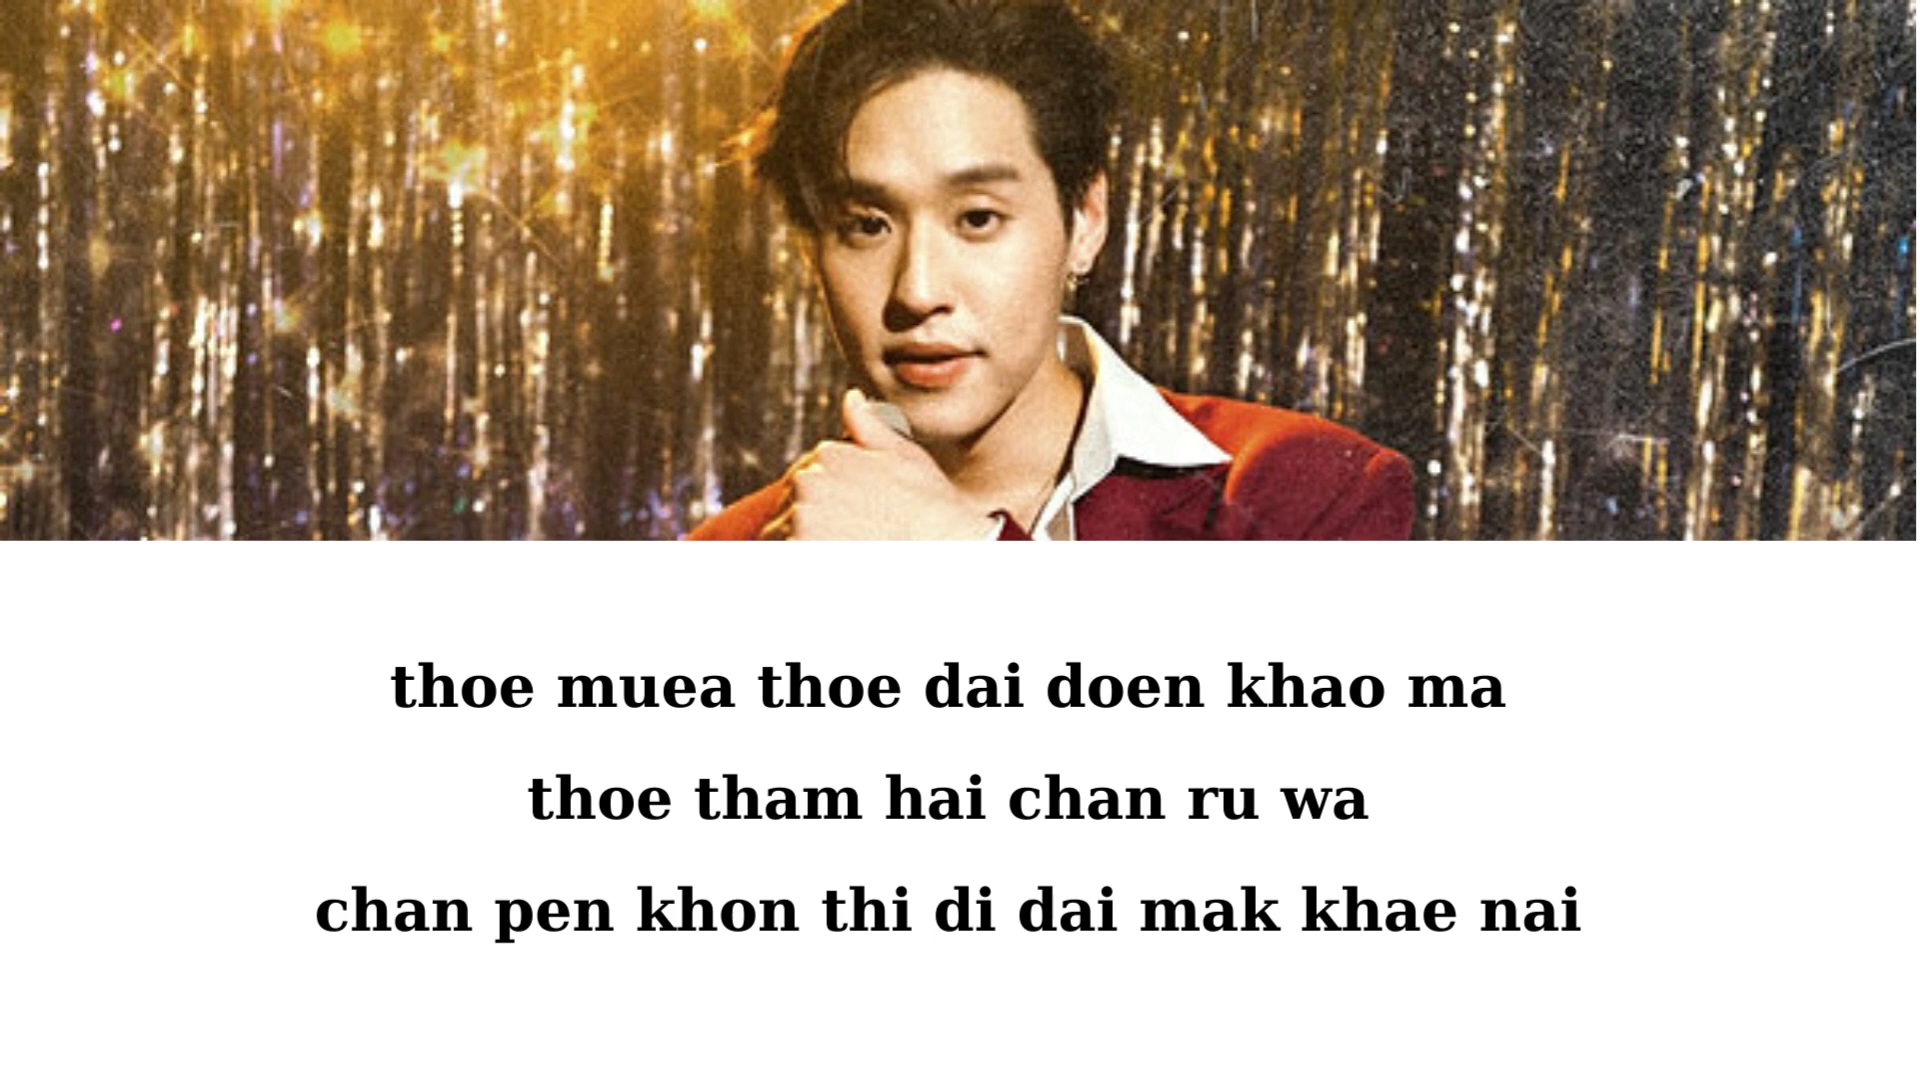 thoe muea thoe dai doen khao ma
thoe tham hai chan ru wa
chan pen khon thi di dai mak khae nai